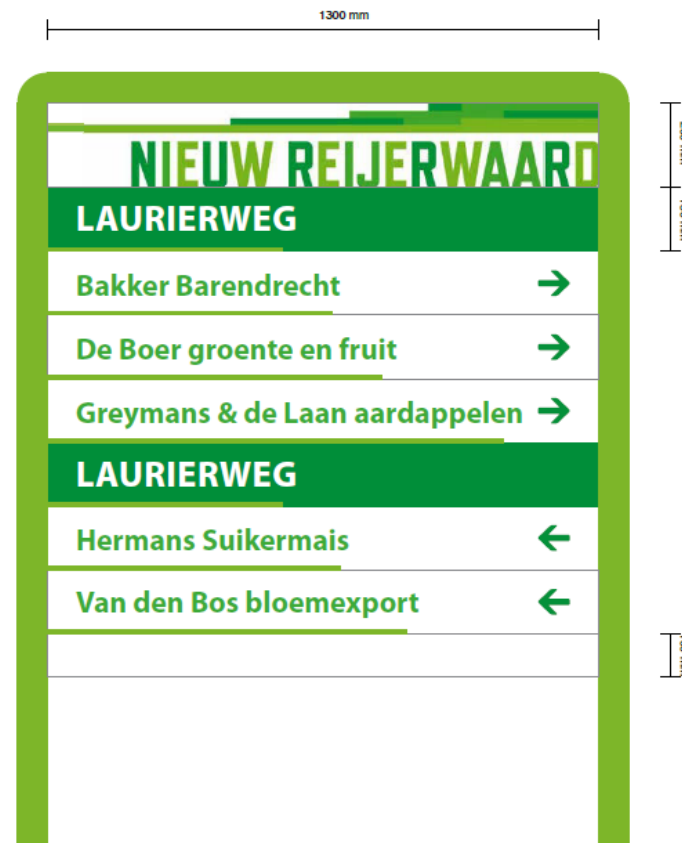 1300 mm
NIEUW REIJERWAARD
LAURIERWEG
Bakker Barendrecht →
De Boer groente en fruit →
Greymans & de Laan aardappelen →
LAURIERWEG
Hermans Suikermais ←
Van den Bos bloemexport ←